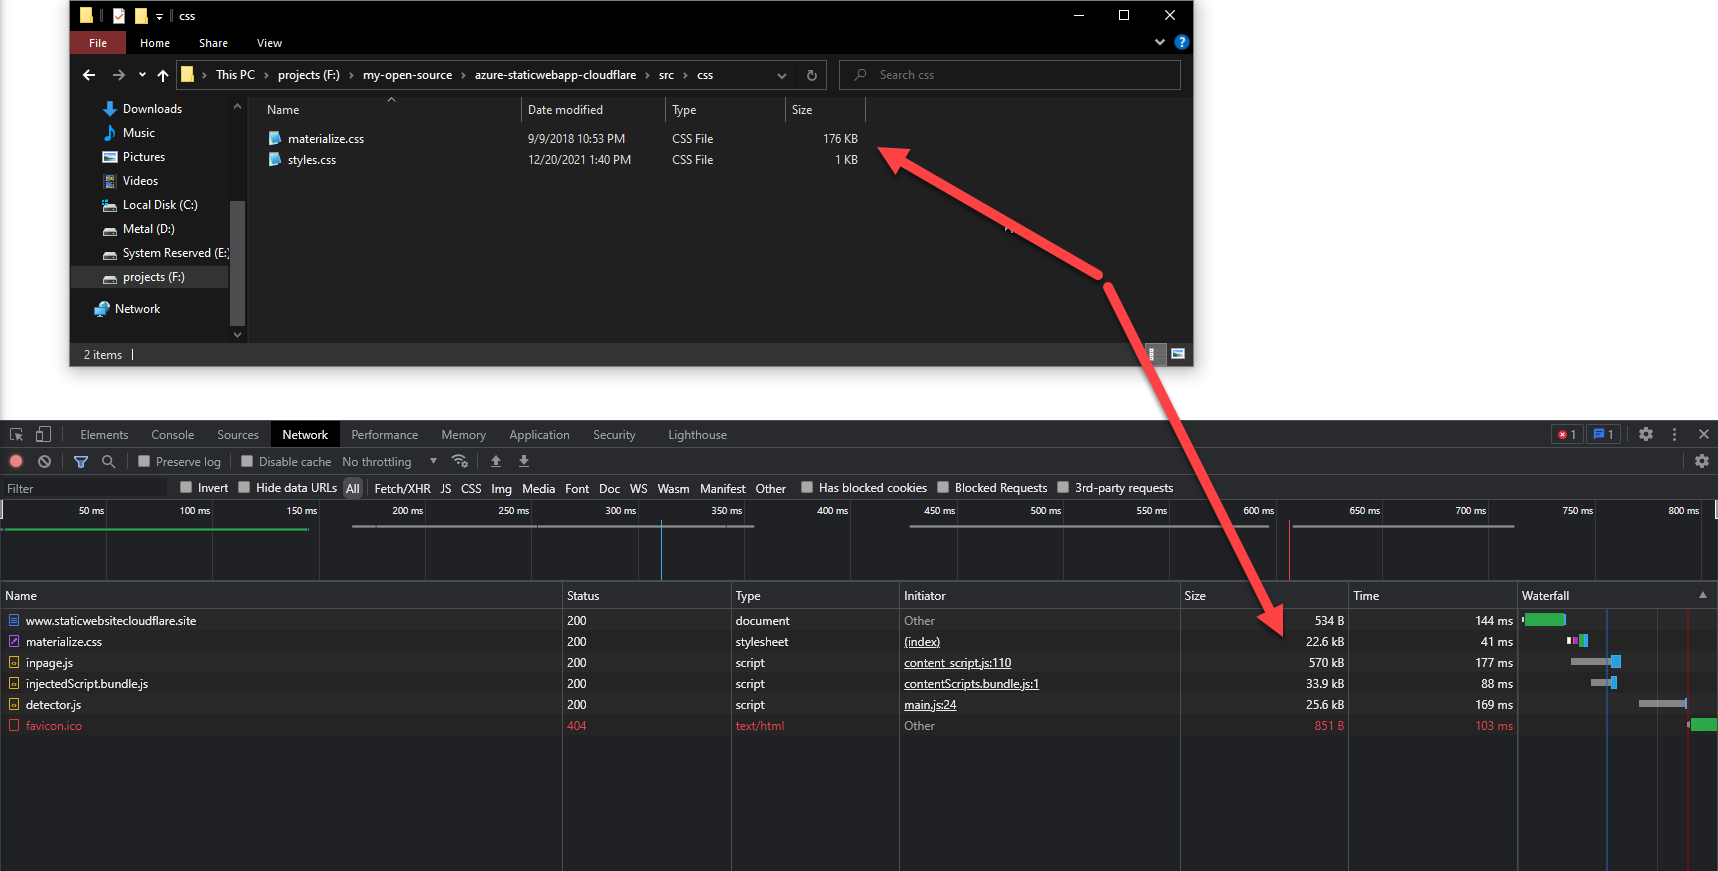 css
File Home Share View
This PC projects (F:) my-open-source azure-staticwebapp-cloudflare src css Search css
Name Date modified Type Size
Downloads
Music
Pictures
Videos
Local Disk (C:)
Metal (D:)
System Reserved (E:)
projects (F:)
Network
materialize.css 9/9/2018 10:53 PM CSS File 176 KB
styles.css 12/20/2021 1:40 PM CSS File 1 KB
2 items
Elements Console Sources Network Performance Memory Application Security Lighthouse 1 1
Preserve log Disable cache No throttling
Filter Invert Hide data URLs All Fetch/XHR JS CSS Img Media Font Doc WS Wasm Manifest Other Has blocked cookies Blocked Requests 3rd-party requests
50 ms 100 ms 150 ms 200 ms 250 ms 300 ms 350 ms 400 ms 450 ms 500 ms 550 ms 600 ms 650 ms 700 ms 750 ms 800 ms
Name Status Type Initiator Size Time Waterfall
www.staticwebsitecloudflare.site 200 document Other 534 B 144 ms
materialize.css 200 stylesheet (index) 22.6 kB 41 ms
inpage.js 200 script content_script.js:110 570 kB 177 ms
injectedScript.bundle.js 200 script contentScripts.bundle.js:1 33.9 kB 88 ms
detector.js 200 script main.js:24 25.6 kB 169 ms
favicon.ico 404 text/html Other 851 B 103 ms